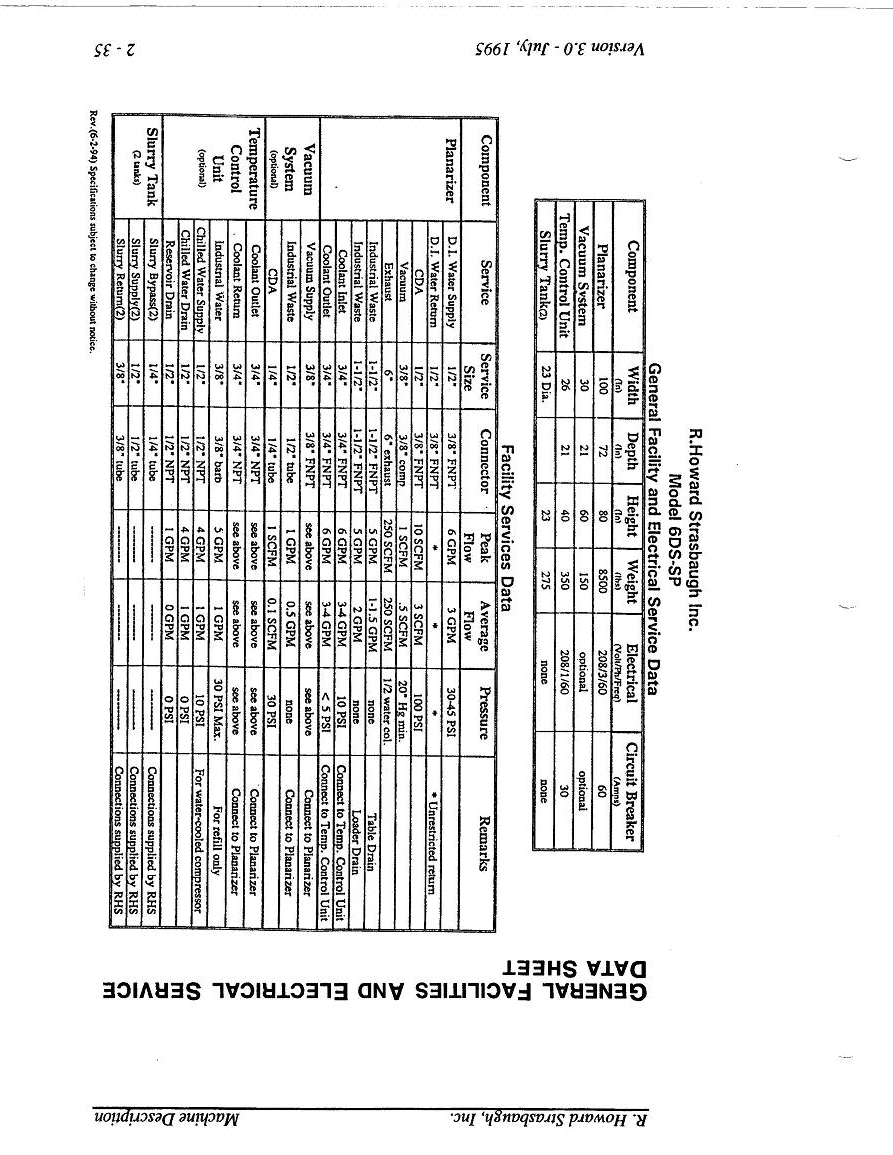 R. H. Strasbaugh, Inc. Machine Description
GENERAL FACILITIES AND ELECTRICAL SERVICE
DATA SHEET
R.Howard Strasbaugh Inc.
Model 6DS-SP
General Facility and Electrical Service Data
Component Width (In) Depth (In) Height (In) Weight (lbs) Electrical (Volt/Ph/Freq) Circuit Breaker (Amps)
Planarizer 100 72 80 8500 208/3/60 60
Vacuum System 30 21 60 150 optional optional
Temp. Control Unit 26 21 40 350 208/1/60 30
Slurry Tank(2) 23 Dia. 23 275 none none
Facility Services Data
Component Service Service Size Connector Peak Flow Average Flow Pressure Remarks
Planarizer D.I. Water Supply 1/2" 3/8" FNPT 6 GPM 3 GPM 30-45 PSI
D.I. Water Return 1/2" 3/8" FNPT * * * * Unrestricted return
CDA 1/2" 3/8" FNPT 10 SCFM 3 SCFM 100 PSI
Vacuum 3/8" 3/8" comp 1 SCFM .5 SCFM 20" Hg min.
Exhaust 6" 6" exhaust 250 SCFM 250 SCFM 1/2 water col.
Industrial Waste 1-1/2" 1-1/2" FNPT 5 GPM 1-1.5 GPM none Table Drain
Industrial Waste 1-1/2" 1-1/2" FNPT 5 GPM 2 GPM none Loader Drain
Coolant Inlet 3/4" 3/4" FNPT 6 GPM 3-4 GPM 10 PSI Connect to Temp. Control Unit
Coolant Outlet 3/4" 3/4" FNPT 6 GPM 3-4 GPM < 5 PSI Connect to Temp. Control Unit
Vacuum System (optional) Vacuum Supply 3/8" 3/8" FNPT see above see above see above Connect to Planarizer
Industrial Waste 1/2" 1/2" tube 1 GPM 0.5 GPM none Connect to Planarizer
CDA 1/4" 1/4" tube 1 SCFM 0.1 SCFM 30 PSI
Temperature Control Unit (optional) Coolant Outlet 3/4" 3/4" NPT see above see above see above Connect to Planarizer
Coolant Return 3/4" 3/4" NPT see above see above see above Connect to Planarizer
Industrial Water 3/8" 3/8" barb 5 GPM 1 GPM 30 PSI Max. For refill only
Chilled Water Supply 1/2" 1/2" NPT 4 GPM 1 GPM 10 PSI For water-cooled compressor
Chilled Water Drain 1/2" 1/2" NPT 4 GPM 1 GPM 0 PSI
Reservoir Drain 1/2" 1/2" NPT 1 GPM 0 GPM 0 PSI
Slurry Tank (2 tanks) Slurry Bypass(2) 1/4" 1/4" tube -------- -------- -------- Connections supplied by RHS
Slurry Supply(2) 1/2" 1/2" tube -------- -------- -------- Connections supplied by RHS
Slurry Return(2) 3/8" 3/8" tube -------- -------- -------- Connections supplied by RHS
Rev.(6-2-94) Specifications subject to change without notice.
Version 3.0 - July, 1995 2 - 35